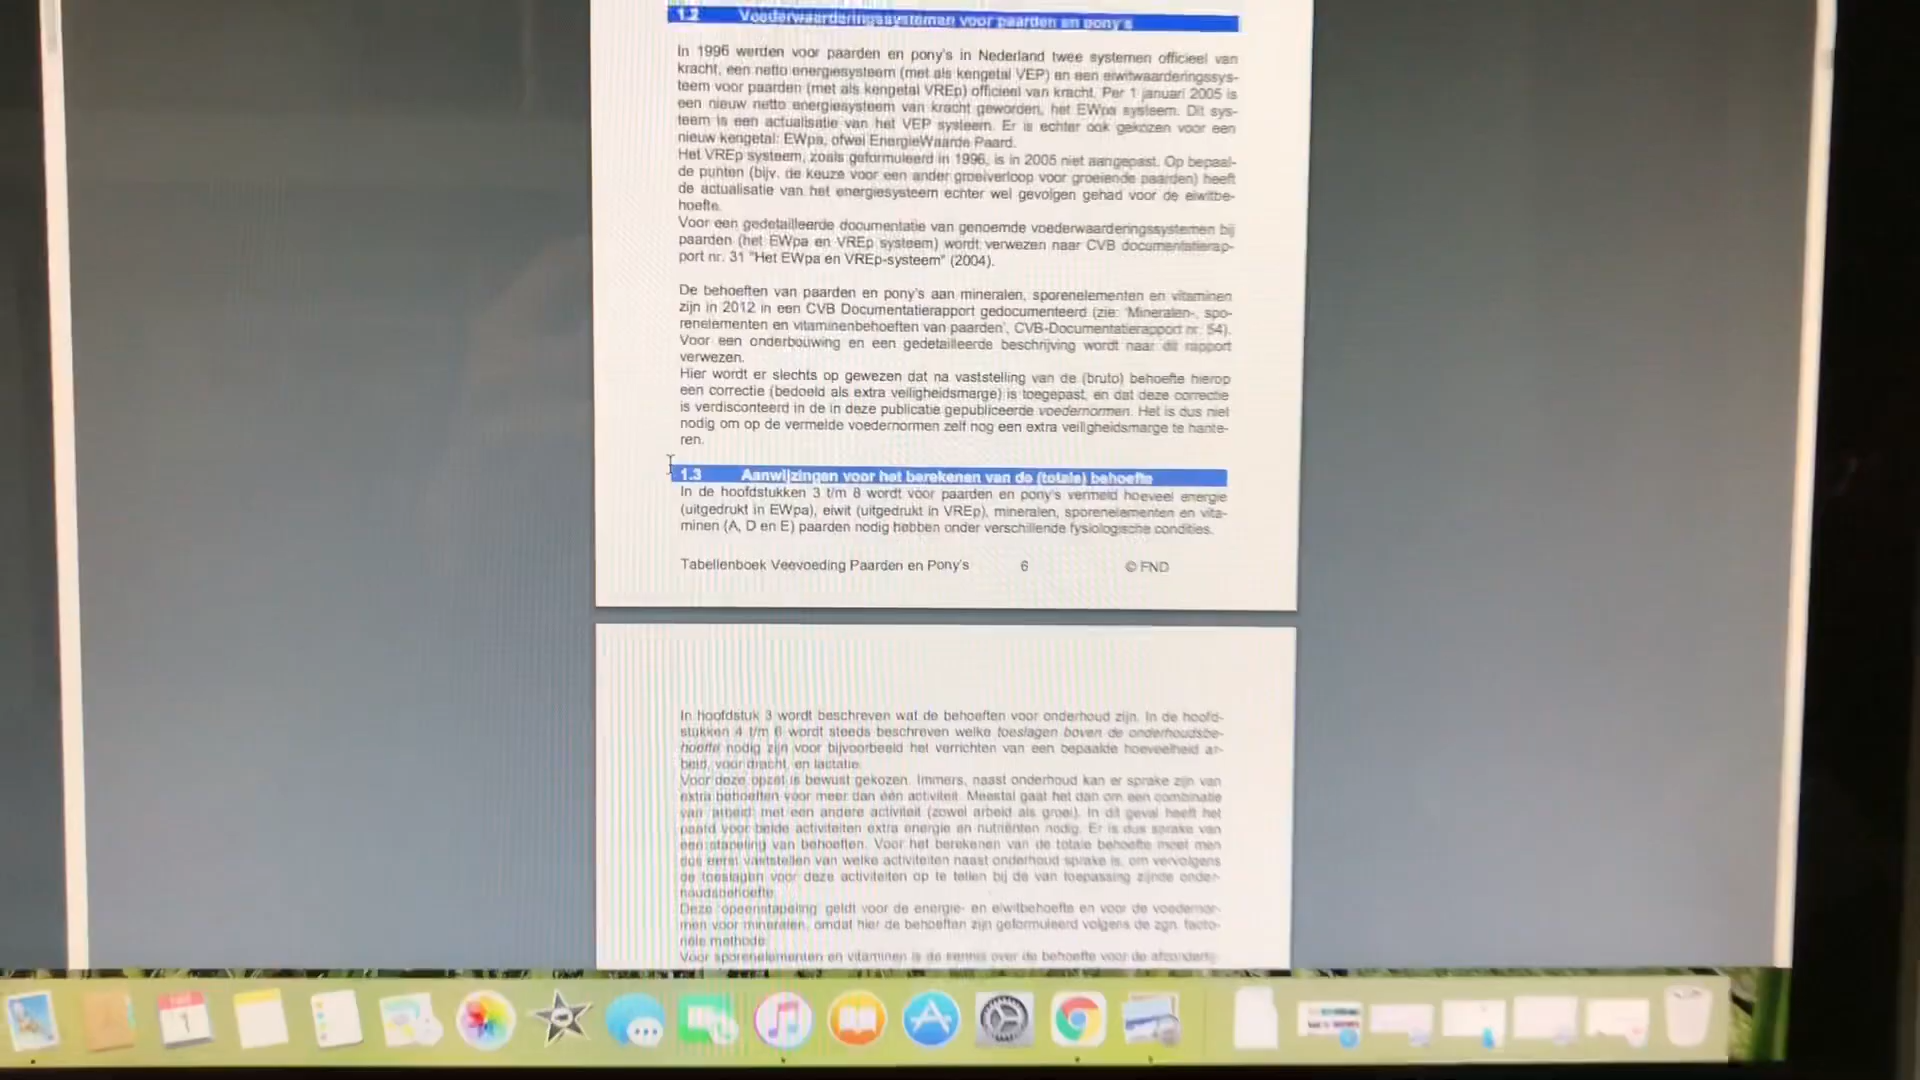 1.2 Voederwaarderingssystemen voor paarden en pony's
In 1996 werden voor paarden en pony's in Nederland twee systemen officieel van
kracht, een netto energiesysteem (met als kengetal VEP) en een eiwitwaarderingssys-
teem voor paarden (met als kengetal VREp) officieel van kracht. Per 1 januari 2005 is
een nieuw netto energiesysteem van kracht geworden, het EWpa systeem. Dit sys-
teem is een actualisatie van het VEP systeem. Er is echter ook gekozen voor een
nieuw kengetal: EWpa, ofwel EnergieWaarde Paard.
Het VREp systeem, zoals geformuleerd in 1996, is in 2005 niet aangepast. Op bepaal-
de punten (bijv. de keuze voor een ander groeiverloop voor groeiende paarden) heeft
de actualisatie van het energiesysteem echter wel gevolgen gehad voor de eiwitbe-
hoefte.
Voor een gedetailleerde documentatie van genoemde voederwaarderingssystemen bij
paarden (het EWpa en VREp systeem) wordt verwezen naar CVB documentatierap-
port nr. 31 "Het EWpa en VREp-systeem" (2004).
De behoeften van paarden en pony's aan mineralen, sporenelementen en vitaminen
zijn in 2012 in een CVB Documentatierapport gedocumenteerd (zie: 'Mineralen-, spo-
renelementen en vitaminenbehoeften van paarden', CVB-Documentatierapport nr. 54).
Voor een onderbouwing en een gedetailleerde beschrijving wordt naar dit rapport
verwezen.
Hier wordt er slechts op gewezen dat na vaststelling van de (bruto) behoefte hierop
een correctie (bedoeld als extra veiligheidsmarge) is toegepast, en dat deze correctie
is verdisconteerd in de in deze publicatie gepubliceerde voedernormen. Het is dus niet
nodig om op de vermelde voedernormen zelf nog een extra veiligheidsmarge te hante-
ren.
1.3 Aanwijzingen voor het berekenen van de (totale) behoefte
In de hoofdstukken 3 t/m 8 wordt voor paarden en pony's vermeld hoeveel energie
(uitgedrukt in EWpa), eiwit (uitgedrukt in VREp), mineralen, sporenelementen en vita-
minen (A, D en E) paarden nodig hebben onder verschillende fysiologische condities.
Tabellenboek Veevoeding Paarden en Pony's 6 © FND
In hoofdstuk 3 wordt beschreven wat de behoeften voor onderhoud zijn. In de hoofd-
stukken 4 t/m 6 wordt steeds beschreven welke toeslagen boven de onderhoudsbe-
hoefte nodig zijn voor bijvoorbeeld het verrichten van een bepaalde hoeveelheid ar-
beid, voor dracht, en lactatie.
Voor deze opzet is bewust gekozen. Immers, naast onderhoud kan er sprake zijn van
extra behoeften voor meer dan één activiteit. Meestal gaat het dan om een combinatie
van 'arbeid' met een andere activiteit (zowel arbeid als groei). In dit geval heeft het
paard voor beide activiteiten extra energie en nutriënten nodig. Er is dus sprake van
een stapeling van behoeften. Voor het berekenen van de totale behoefte moet men
dus eerst vaststellen van welke activiteiten naast onderhoud sprake is, om vervolgens
de toeslagen voor deze activiteiten op te tellen bij de van toepassing zijnde onder-
houdsbehoefte.
Deze 'opeenstapeling' geldt voor de energie- en eiwitbehoefte en voor de voedernor-
men voor mineralen, omdat hier de behoeften zijn geformuleerd volgens de zgn. facto-
riële methode.
Voor sporenelementen en vitaminen is de kennis over de behoefte voor de afzonderlij-
1